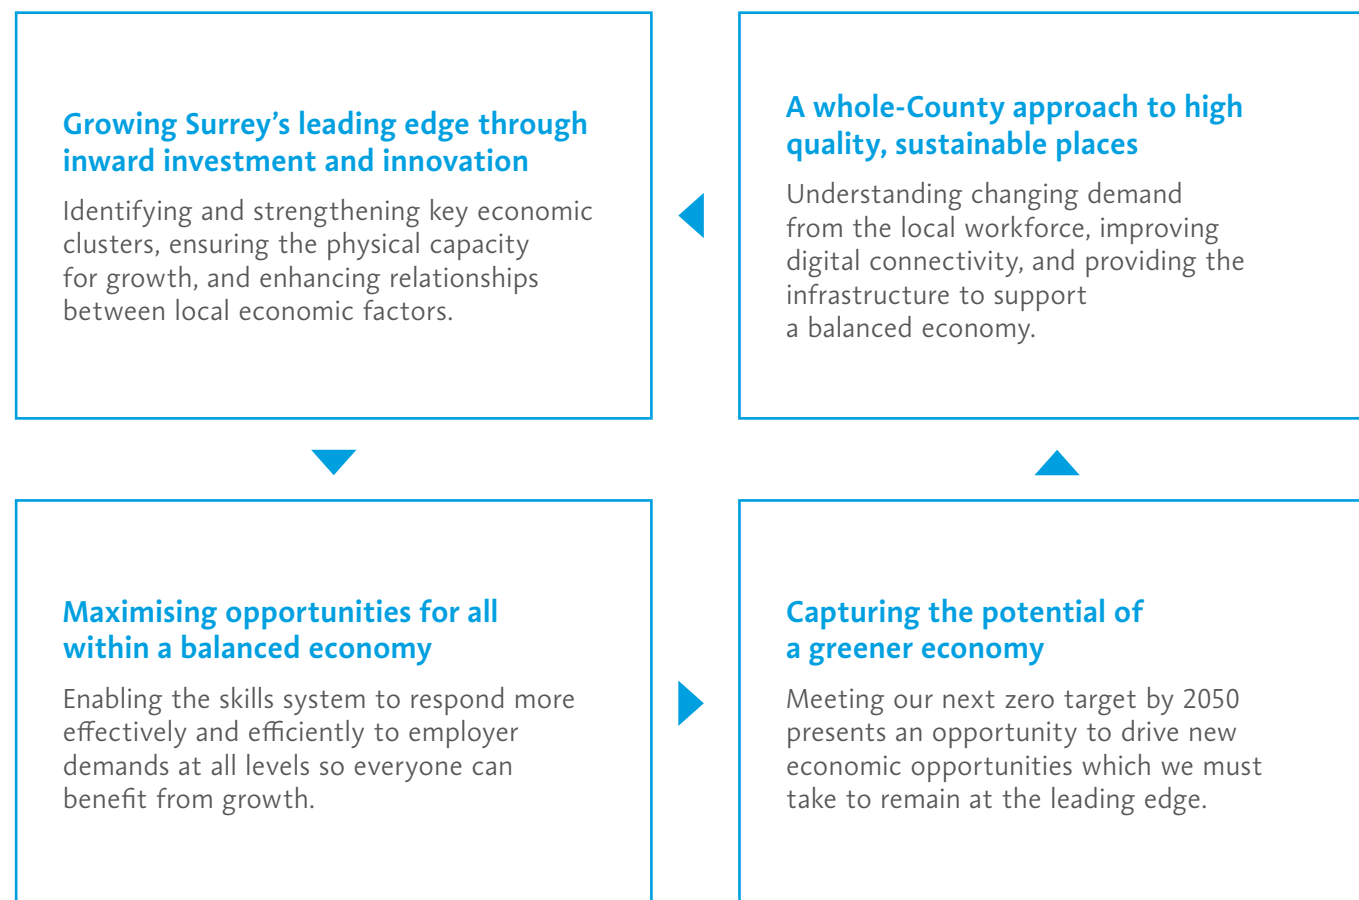 Growing Surrey’s leading edge through
inward investment and innovation
Identifying and strengthening key economic
clusters, ensuring the physical capacity
for growth, and enhancing relationships
between local economic factors.
A whole-County approach to high
quality, sustainable places
Understanding changing demand
from the local workforce, improving
digital connectivity, and providing the
infrastructure to support
a balanced economy.
Maximising opportunities for all
within a balanced economy
Enabling the skills system to respond more
effectively and efficiently to employer
demands at all levels so everyone can
benefit from growth.
Capturing the potential of
a greener economy
Meeting our next zero target by 2050
presents an opportunity to drive new
economic opportunities which we must
take to remain at the leading edge.